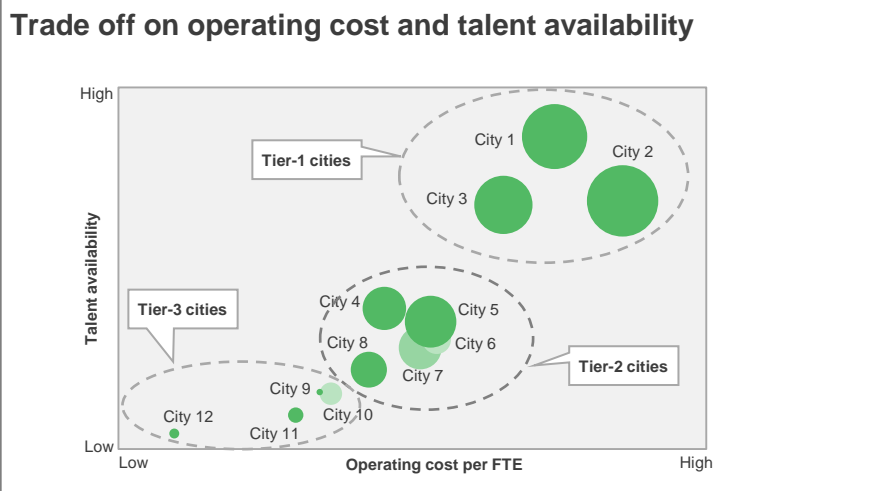 Trade off on operating cost and talent availability
High
City 1
City 2
Tier-1 cities
City 3
Talent availability
Tier-3 cities
City 4
City 5
City 8
City 6
Tier-2 cities
City 7
City 9
City 10
City 12
City 11
Low
Low
Operating cost per FTE
High